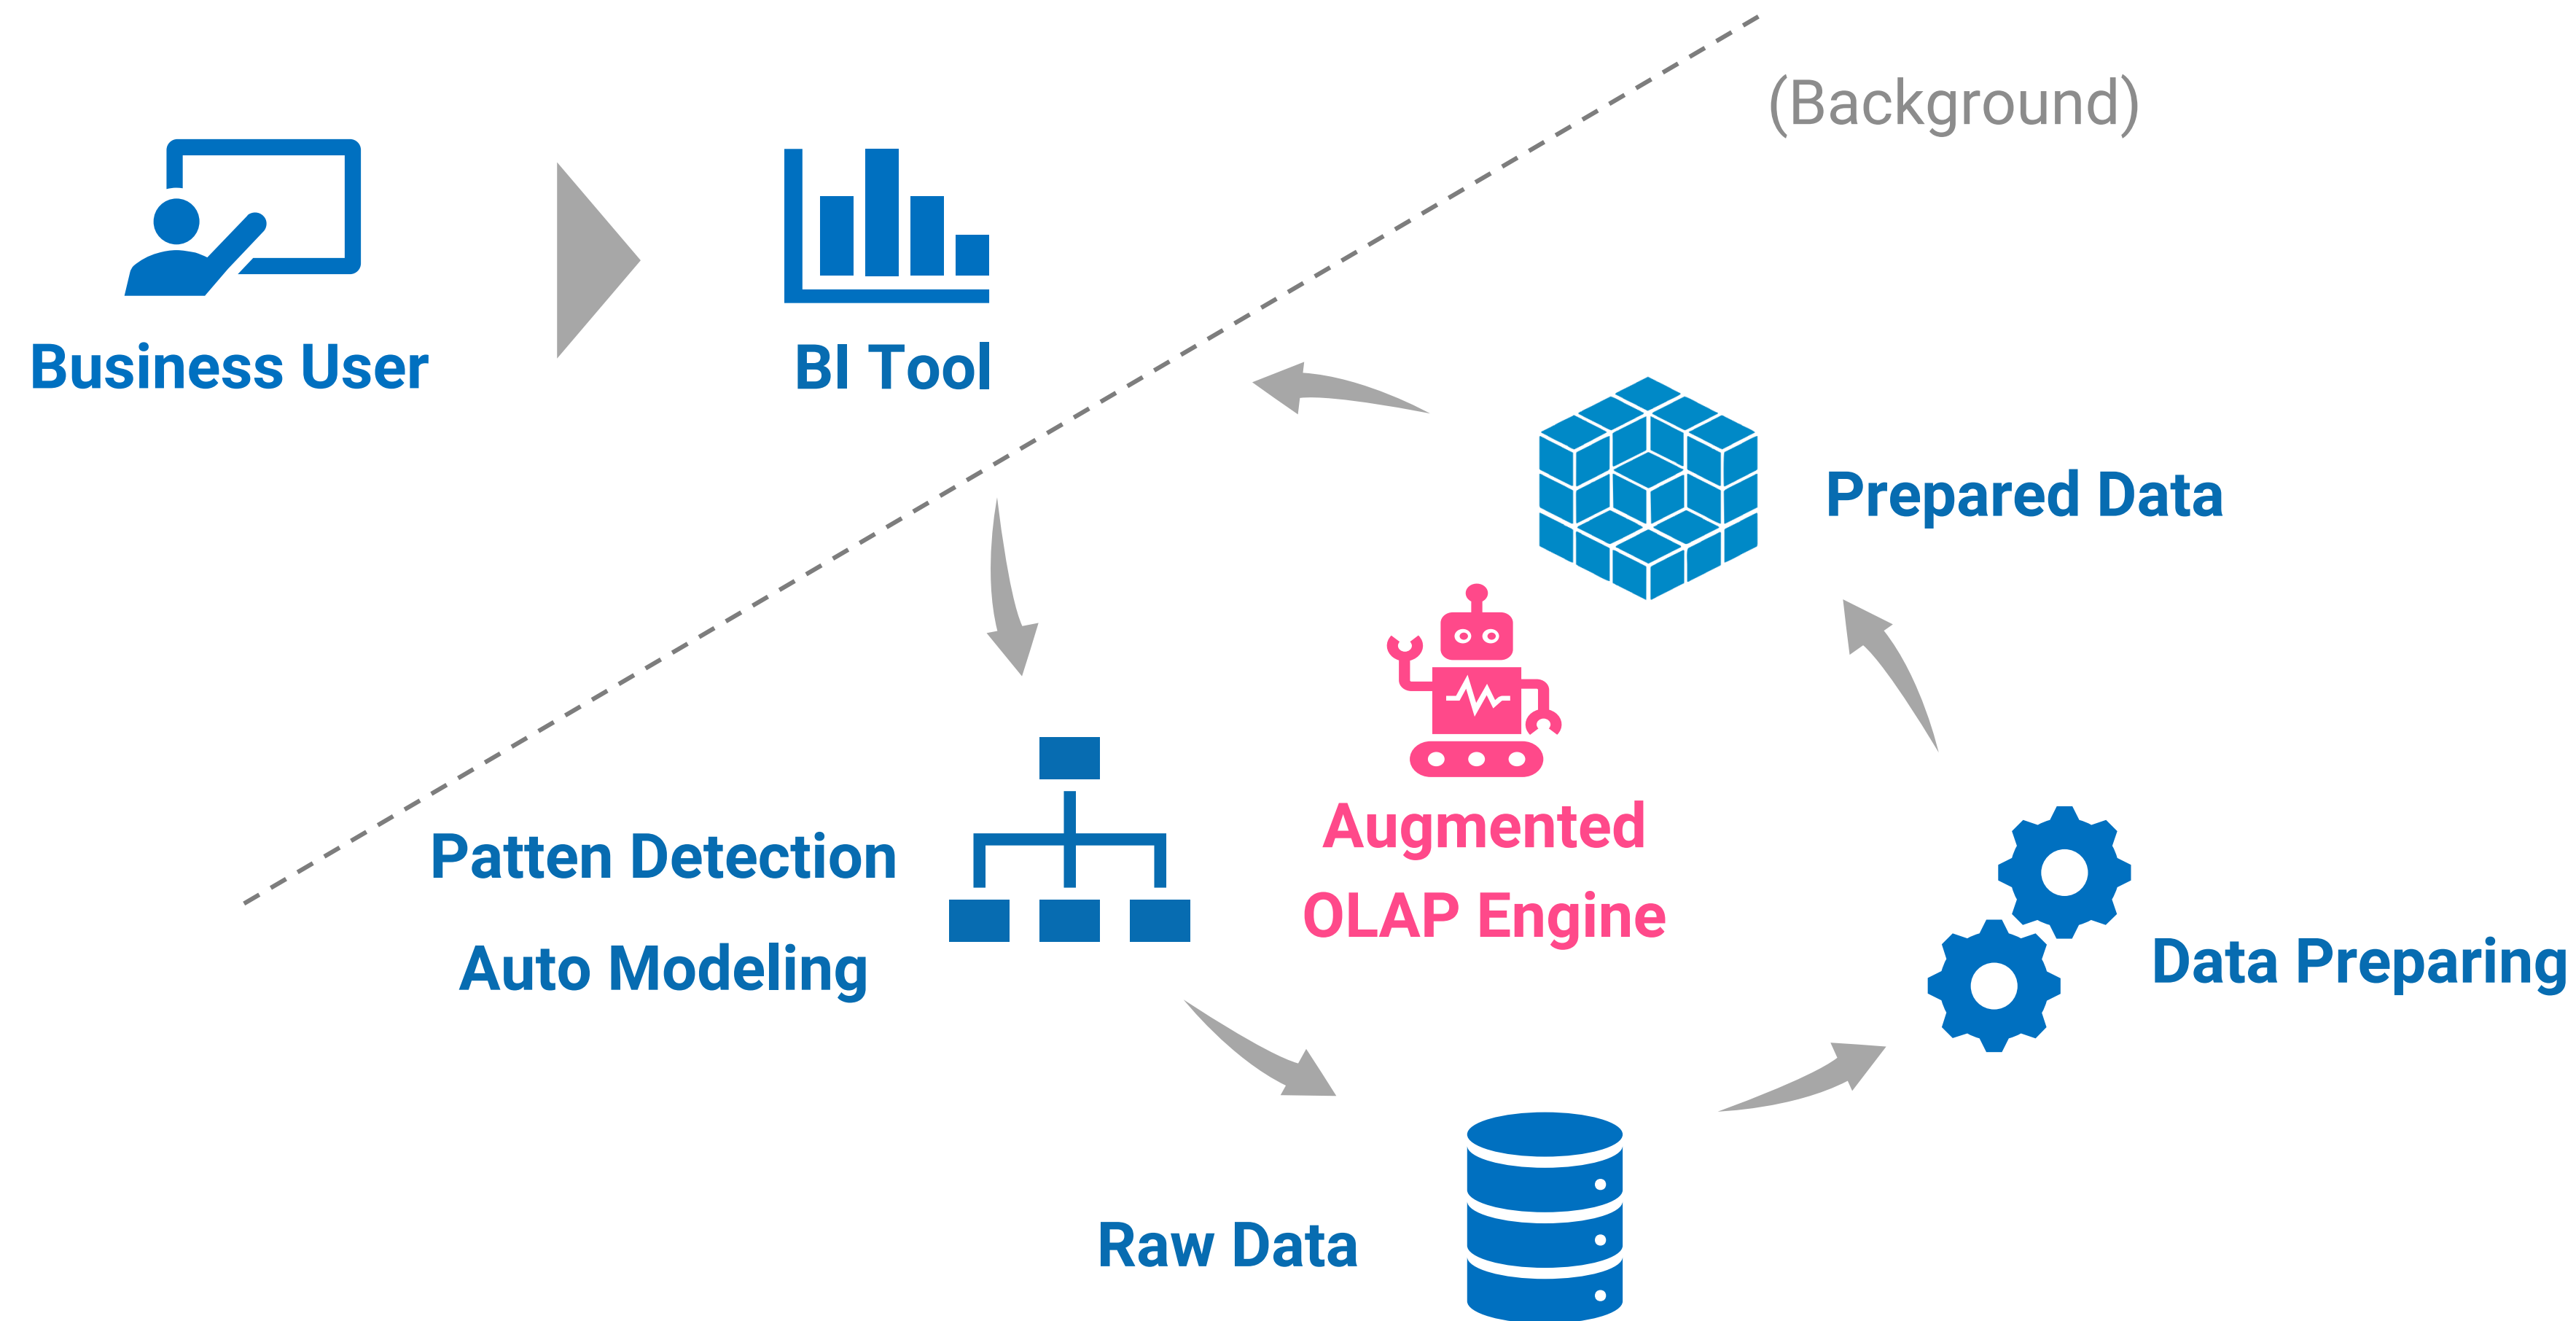 (Background)
Business User
BI Tool
Prepared Data
Augmented
OLAP Engine
Patten Detection
Auto Modeling
Data Preparing
Raw Data